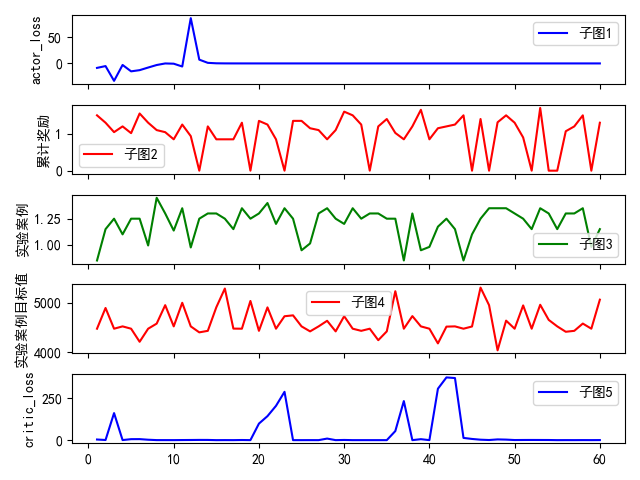 actor_loss
50
0
子图1
累计奖励
1
0
子图2
实验案例
1.25
1.00
子图3
实验案例目标值
5000
4000
子图4
critic_loss
250
0
子图5
0 10 20 30 40 50 60